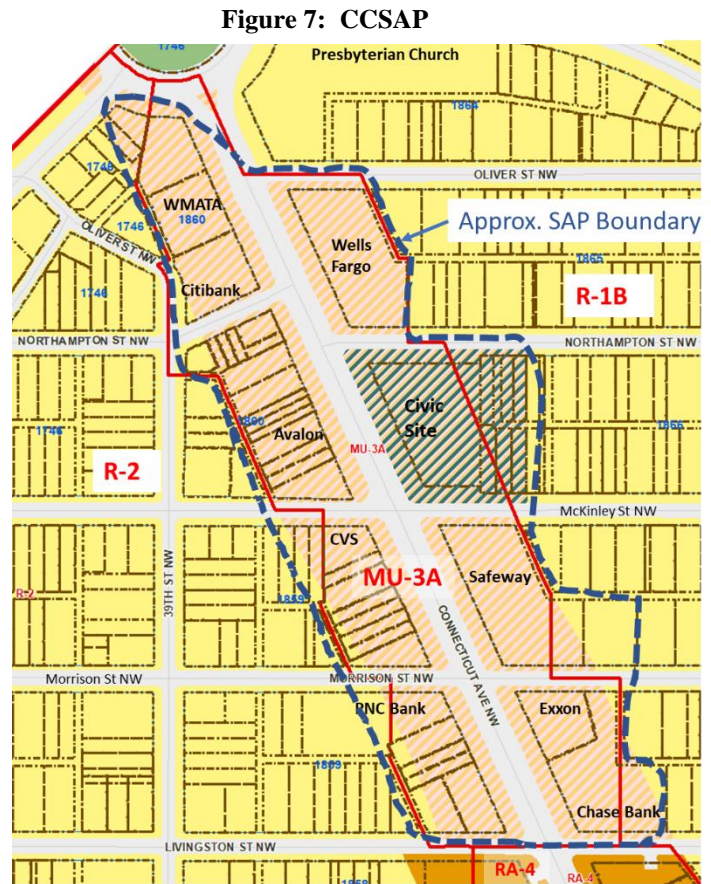 Figure 7: CCSAP
1746
Presbyterian Church
1864
1746
OLIVER ST NW
WMATA
1860
Approx. SAP Boundary
1746
OLIVER ST NW
Wells
Fargo
1865
R-1B
1746
Citibank
NORTHAMPTON ST NW
NORTHAMPTON ST NW
Civic
Site
1746
Avalon
MU-3A
1866
R-2
McKinley St NW
CVS
MU-3A
Safeway
R-2
1859
39TH ST NW
CONNECTICUT AVE NW
Morrison St NW
MORRISON ST NW
PNC Bank
Exxon
1859
Chase Bank
LIVINGSTON ST NW
RA-4
RA-4
1858